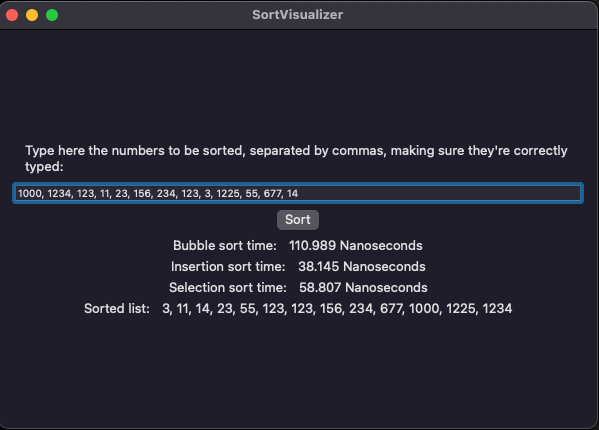 SortVisualizer
Type here the numbers to be sorted, separated by commas, making sure they're correctly
typed:
1000, 1234, 123, 11, 23, 156, 234, 123, 3, 1225, 55, 677, 14
Sort
Bubble sort time: 110.989 Nanoseconds
Insertion sort time: 38.145 Nanoseconds
Selection sort time: 58.807 Nanoseconds
Sorted list: 3, 11, 14, 23, 55, 123, 123, 156, 234, 677, 1000, 1225, 1234